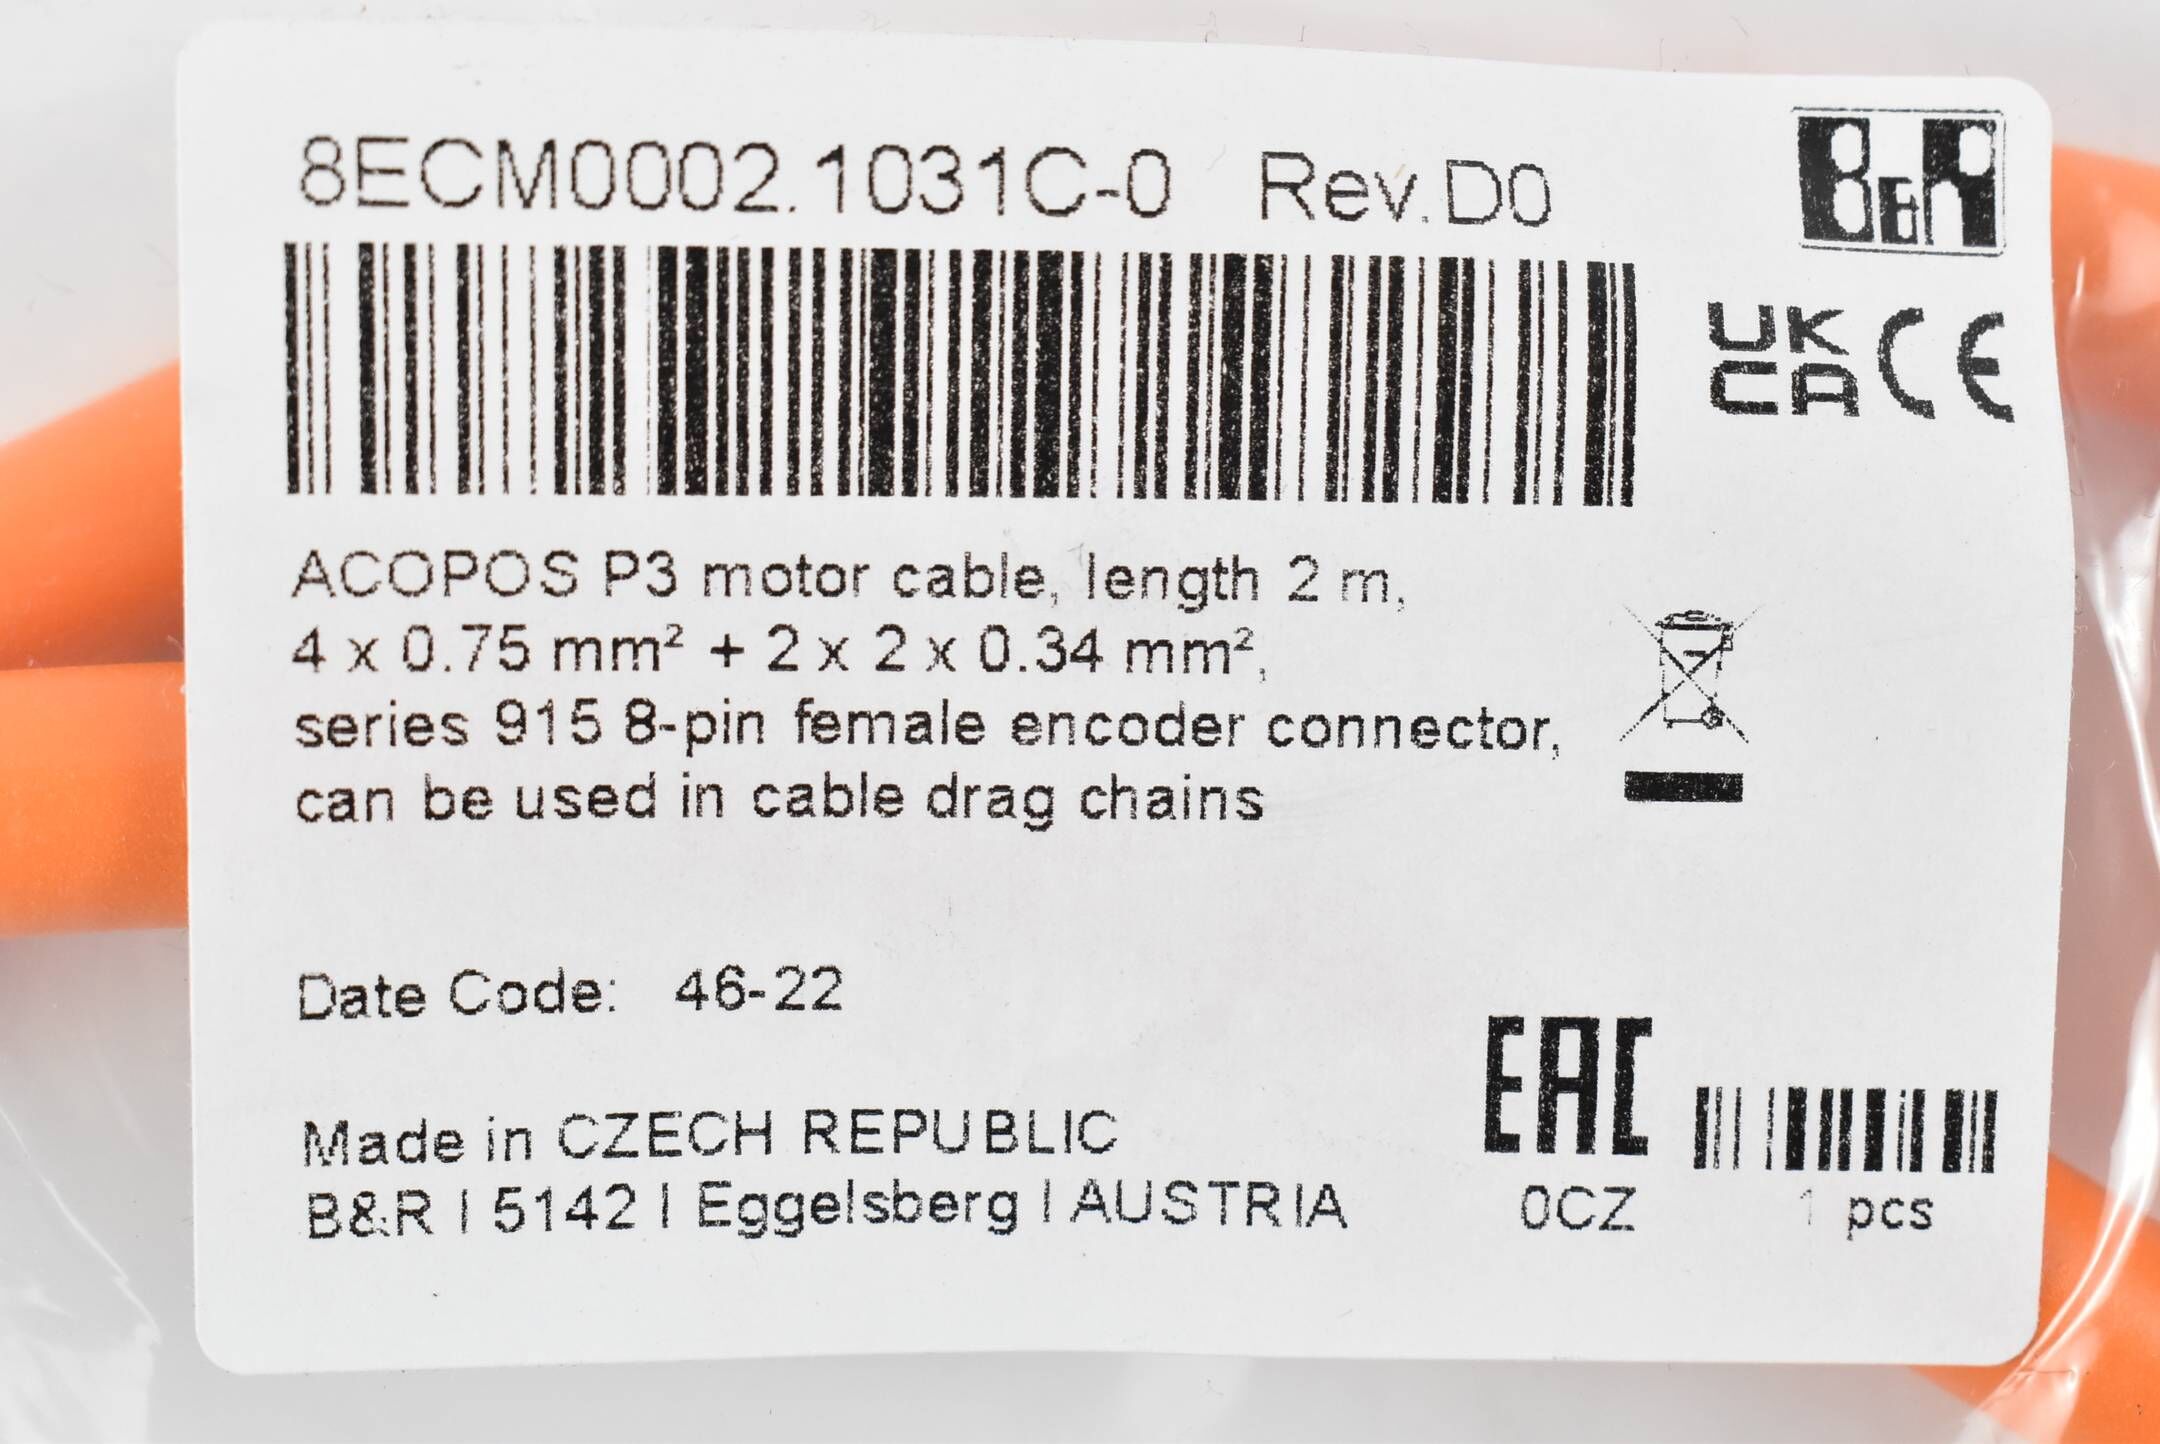 8ECM0002.1031C-0 Rev.D0
B&R
UK
CA CE
ACOPOS P3 motor cable, length 2 m,
4 x 0.75 mm² + 2 x 2 x 0.34 mm²,
series 915 8-pin female encoder connector,
can be used in cable drag chains
Date Code: 46-22
Made in CZECH REPUBLIC
B&R | 5142 | Eggelsberg | AUSTRIA
EAC
0CZ
1 pcs